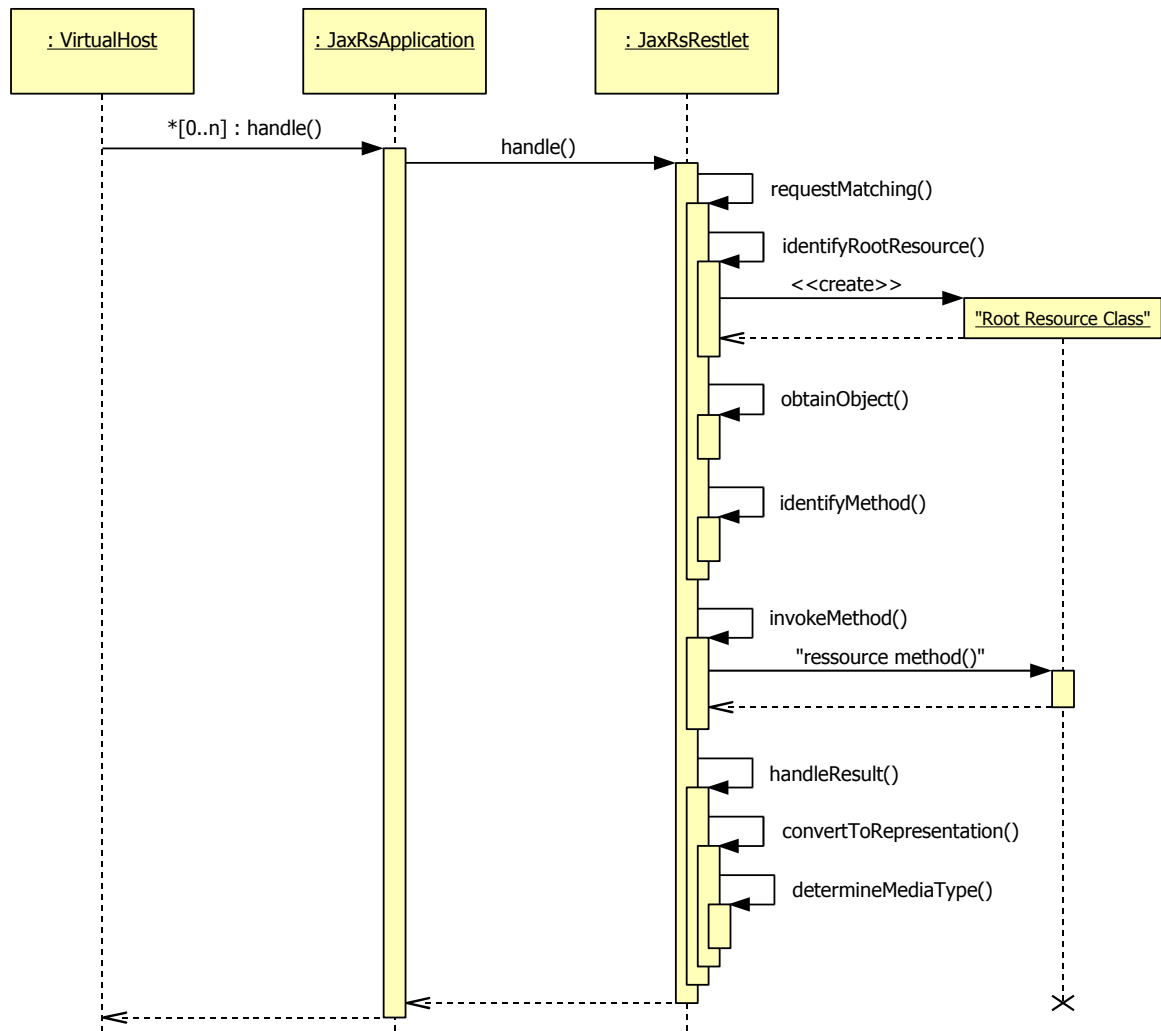 : VirtualHost
: JaxRsApplication
: JaxRsRestlet
*[0..n] : handle()
handle()
requestMatching()
identifyRootResource()
<<create>>
"Root Resource Class"
obtainObject()
identifyMethod()
invokeMethod()
"ressource method()"
handleResult()
convertToRepresentation()
determineMediaType()